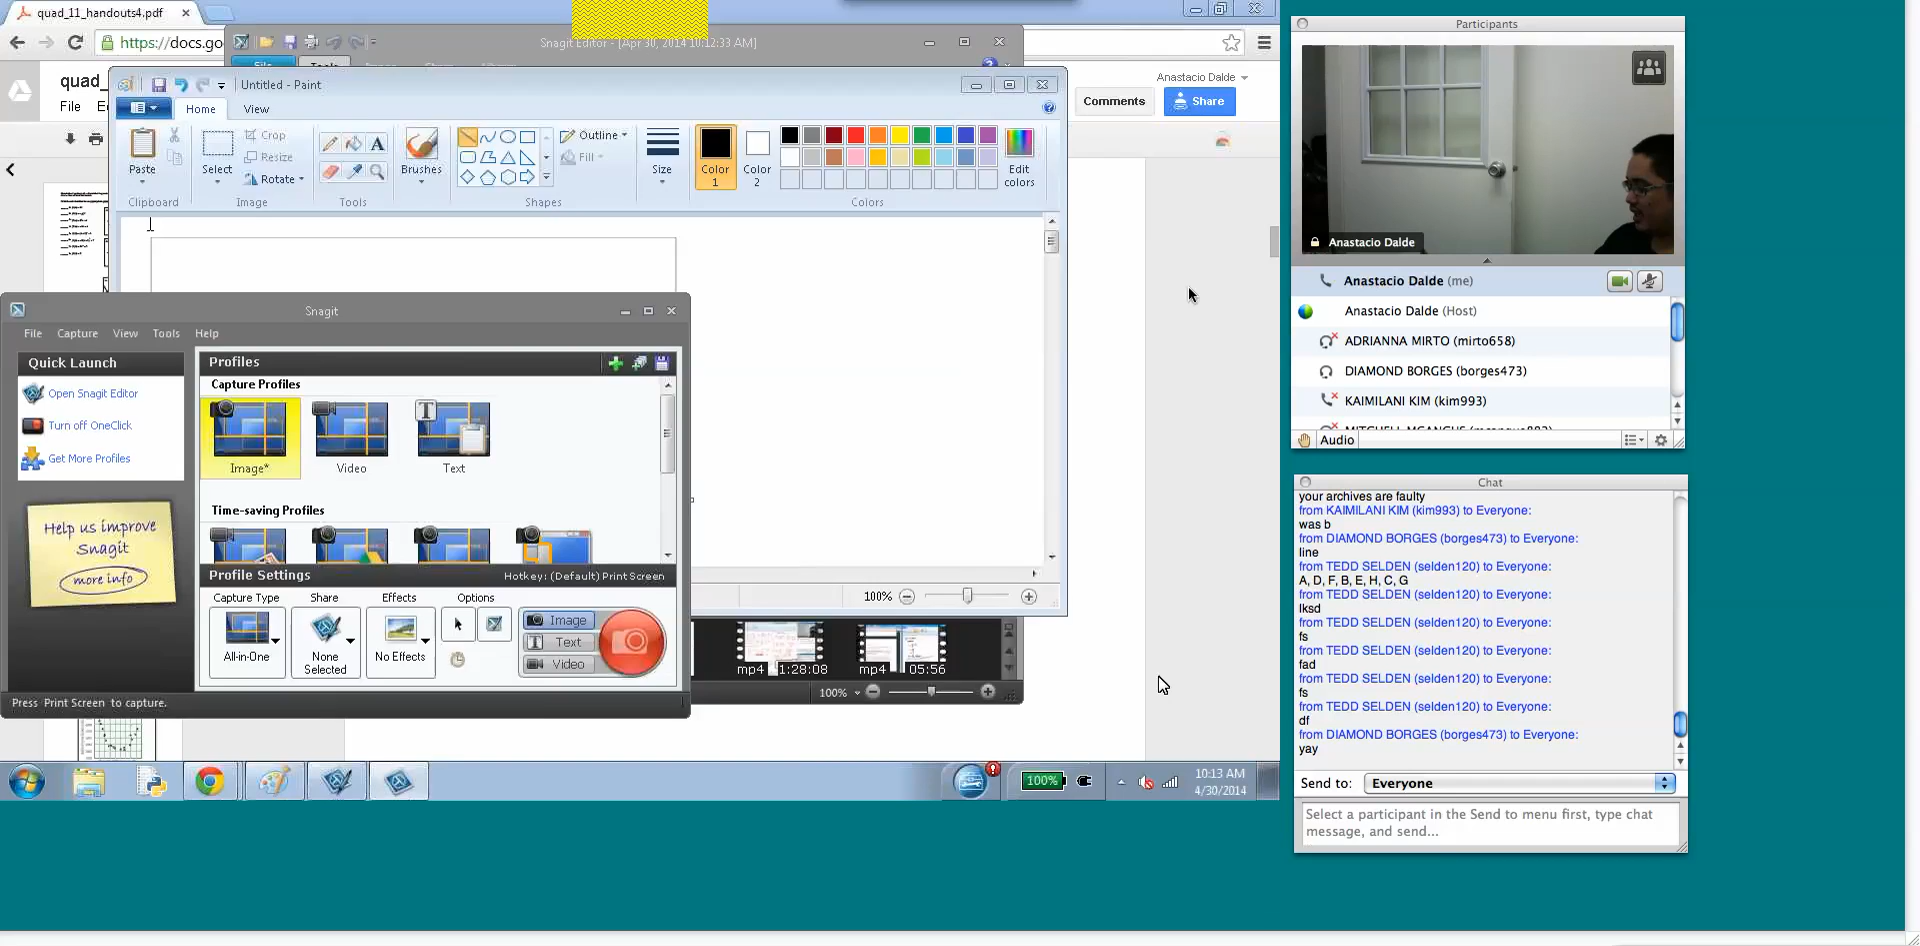 quad_11_handouts4.pdf
https://docs.go
Snagit Editor - [Apr 30, 2014 10:12:33 AM]
File
Tools
quad_
File
Anastacio Dalde
Comments
Share
Untitled - Paint
Home
View
Paste
Select
Crop
Resize
Rotate
Brushes
Outline
Fill
Size
Color 1
Color 2
Edit colors
Clipboard
Image
Tools
Shapes
Colors
100%
Snagit
File Capture View Tools Help
Quick Launch
Open Snagit Editor
Turn off OneClick
Get More Profiles
Help us improve
Snagit
more info
Profiles
Capture Profiles
Image*
Video
Text
Time-saving Profiles
Profile Settings
Hotkey: (Default) Print Screen
Capture Type
Share
Effects
Options
All-in-One
None Selected
No Effects
Image
Text
Video
Press Print Screen to capture.
mp4 1:28:08
mp4 05:56
100%
100%
10:13 AM
4/30/2014
Participants
Anastacio Dalde
Anastacio Dalde (me)
Anastacio Dalde (Host)
ADRIANNA MIRTO (mirto658)
DIAMOND BORGES (borges473)
KAIMILANI KIM (kim993)
Audio
Chat
your archives are faulty
from KAIMILANI KIM (kim993) to Everyone:
was b
from DIAMOND BORGES (borges473) to Everyone:
line
from TEDD SELDEN (selden120) to Everyone:
A, D, F, B, E, H, C, G
from TEDD SELDEN (selden120) to Everyone:
lksd
from TEDD SELDEN (selden120) to Everyone:
fs
from TEDD SELDEN (selden120) to Everyone:
fad
from TEDD SELDEN (selden120) to Everyone:
fs
from TEDD SELDEN (selden120) to Everyone:
df
from DIAMOND BORGES (borges473) to Everyone:
yay
Send to:
Everyone
Select a participant in the Send to menu first, type chat
message, and send...